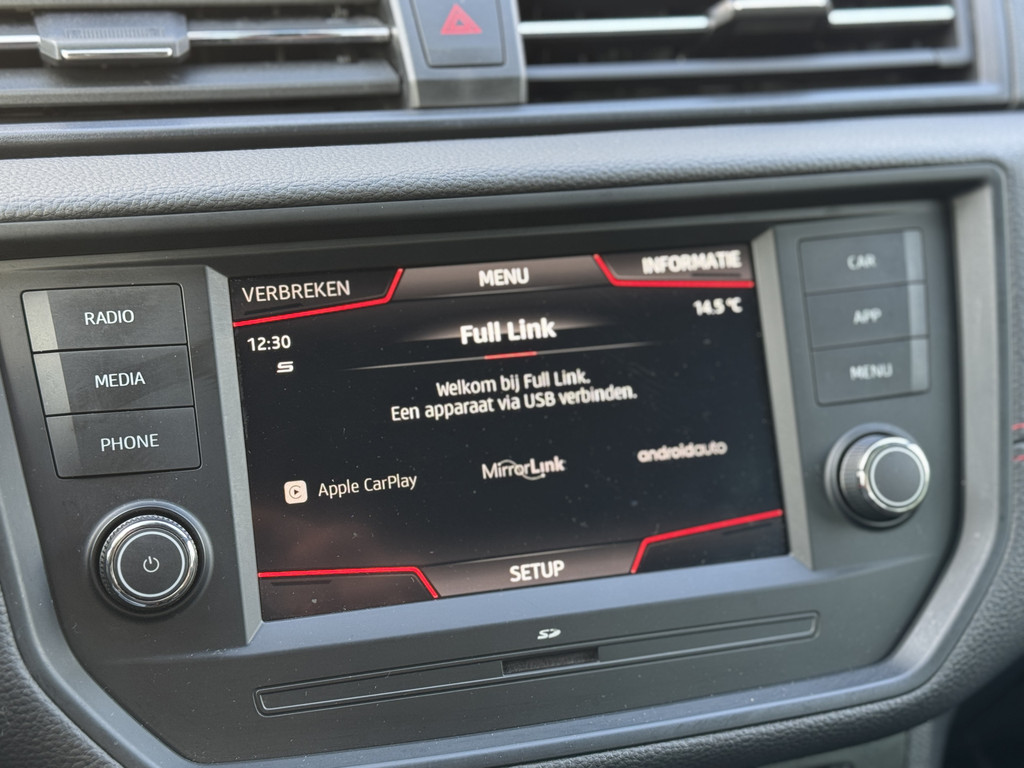 VERBREKEN
MENU
INFORMATIE
12:30
14.5 °C
Full Link
Welkom bij Full Link.
Een apparaat via USB verbinden.
Apple CarPlay
MirrorLink
androidauto
SETUP
RADIO
MEDIA
PHONE
CAR
APP
MENU
SD